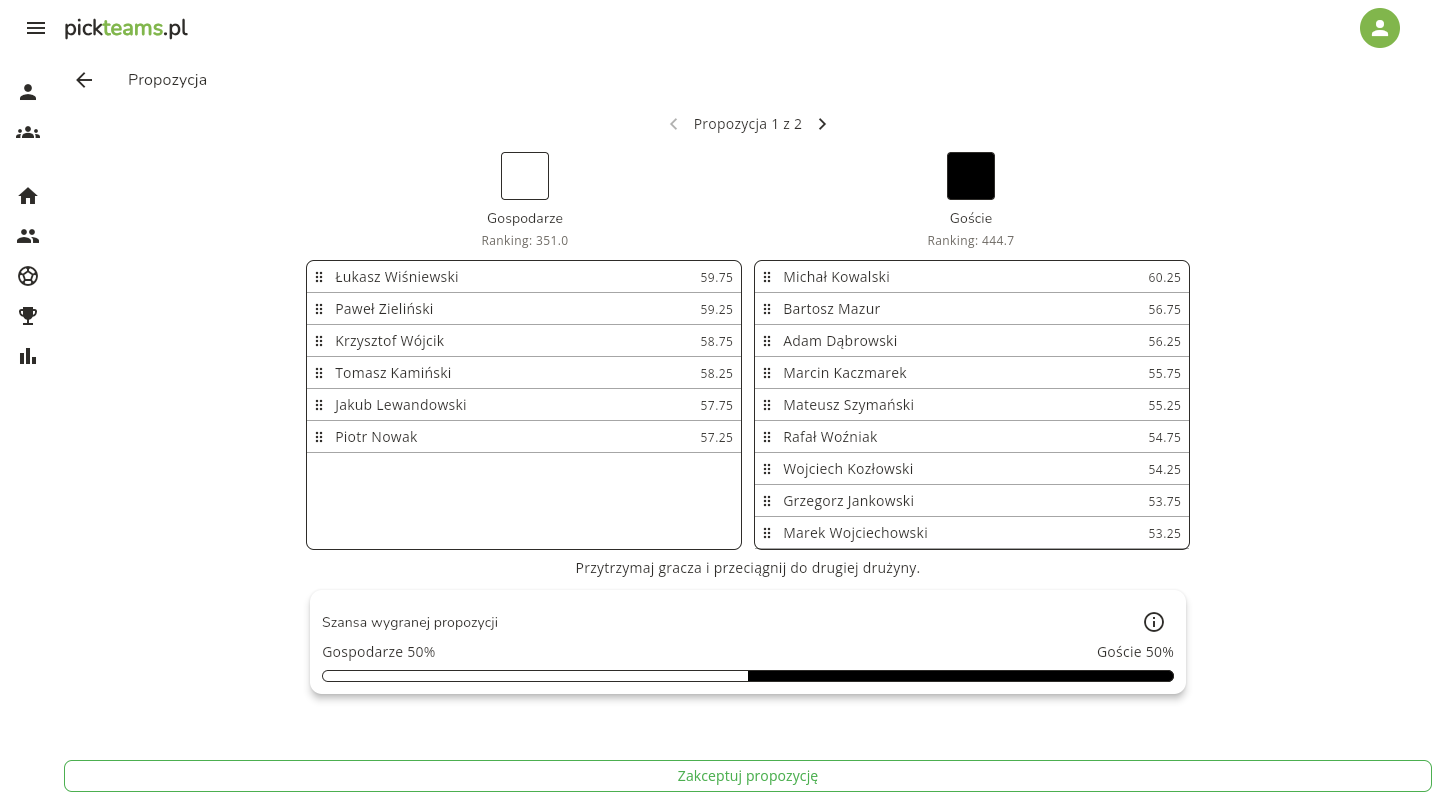 pickteams.pl
Propozycja
Propozycja 1 z 2
Gospodarze
Ranking: 351.0
Łukasz Wiśniewski 59.75
Paweł Zieliński 59.25
Krzysztof Wójcik 58.75
Tomasz Kamiński 58.25
Jakub Lewandowski 57.75
Piotr Nowak 57.25
Goście
Ranking: 444.7
Michał Kowalski 60.25
Bartosz Mazur 56.75
Adam Dąbrowski 56.25
Marcin Kaczmarek 55.75
Mateusz Szymański 55.25
Rafał Woźniak 54.75
Wojciech Kozłowski 54.25
Grzegorz Jankowski 53.75
Marek Wojciechowski 53.25
Przytrzymaj gracza i przeciągnij do drugiej drużyny.
Szansa wygranej propozycji
Gospodarze 50% Goście 50%
Zakceptuj propozycję